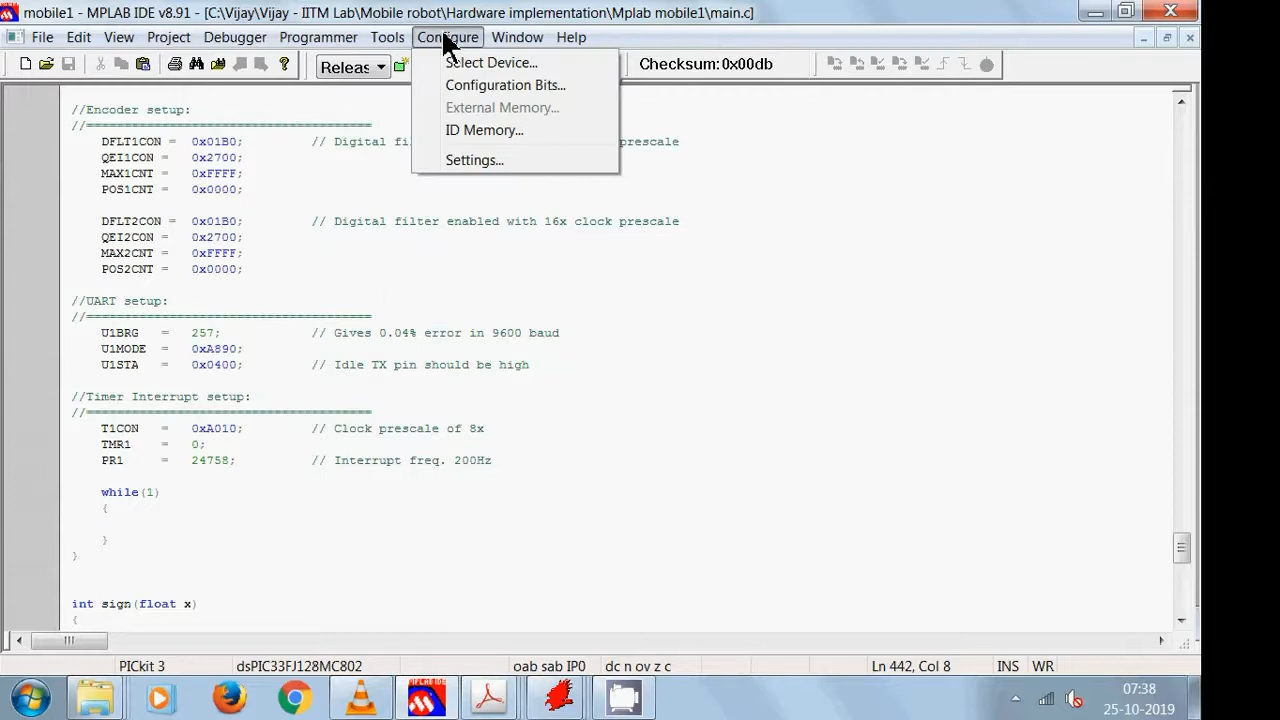 mobile1 - MPLAB IDE v8.91 - [C:\Vijay\Vijay - IITM Lab\Mobile robot\Hardware implementation\Mplab mobile1\main.c]
File Edit View Project Debugger Programmer Tools Configure Window Help
Releas Checksum: 0x00db
Select Device...
Configuration Bits...
External Memory...
ID Memory...
Settings...
//Encoder setup:
//========================================
DFLT1CON = 0x01B0; // Digital fil prescale
QEI1CON = 0x2700;
MAX1CNT = 0xFFFF;
POS1CNT = 0x0000;
DFLT2CON = 0x01B0; // Digital filter enabled with 16x clock prescale
QEI2CON = 0x2700;
MAX2CNT = 0xFFFF;
POS2CNT = 0x0000;
//UART setup:
//========================================
U1BRG = 257; // Gives 0.04% error in 9600 baud
U1MODE = 0xA890;
U1STA = 0x0400; // Idle TX pin should be high
//Timer Interrupt setup:
//========================================
T1CON = 0xA010; // Clock prescale of 8x
TMR1 = 0;
PR1 = 24758; // Interrupt freq. 200Hz
while(1)
{
}
}
int sign(float x)
{
PICkit 3 dsPIC33FJ128MC802 oab sab IP0 dc n ov z c Ln 442, Col 8 INS WR
MPLAB IDE
07:38
25-10-2019